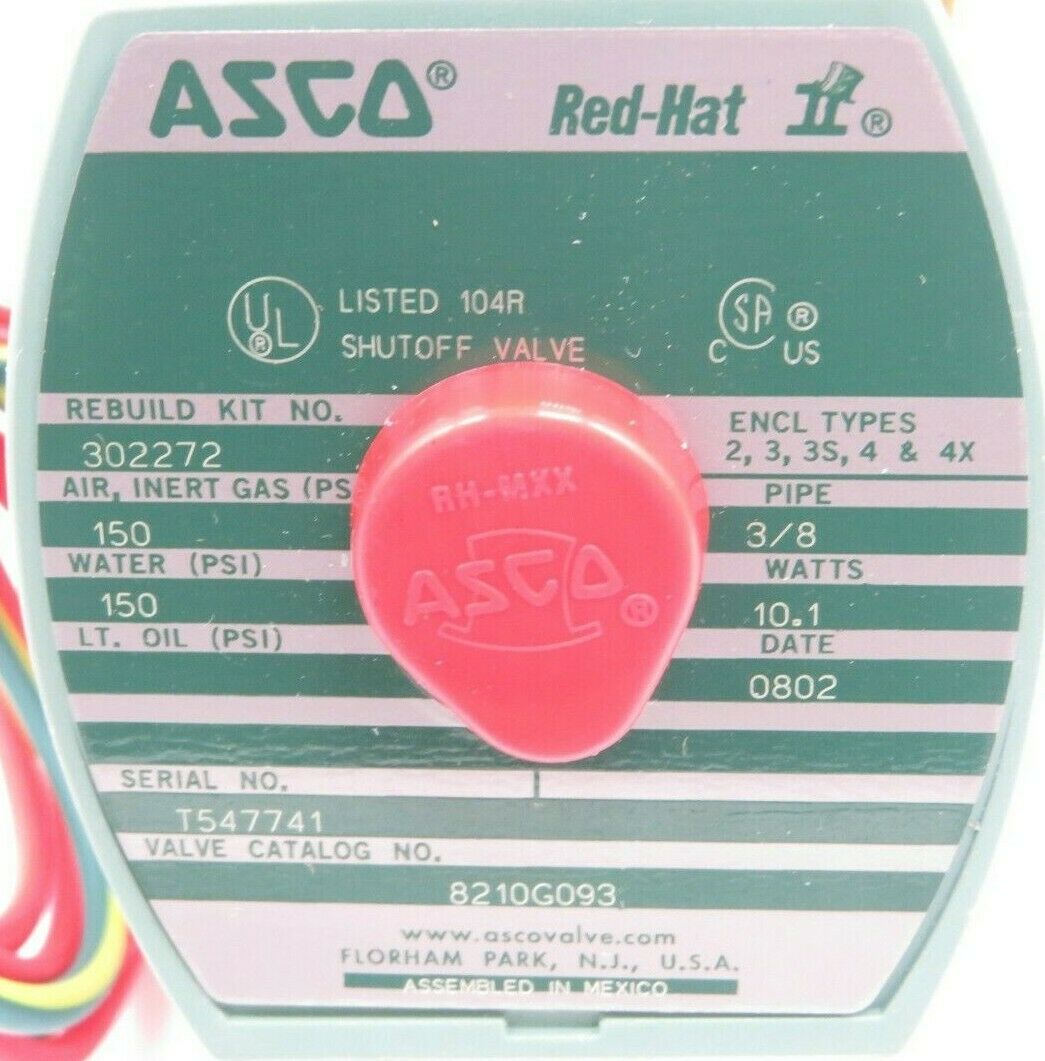 ASCO®
Red-Hat II®
UL® LISTED 104R
SHUTOFF VALVE
C SA® US
REBUILD KIT NO.
302272
ENCL TYPES
2, 3, 3S, 4 & 4X
AIR, INERT GAS (PS
150
PIPE
3/8
WATER (PSI)
150
WATTS
10.1
LT. OIL (PSI)
DATE
0802
RH-MXX
ASCO®
SERIAL NO.
T547741
VALVE CATALOG NO.
8210G093
www.ascovalve.com
FLORHAM PARK, N.J., U.S.A.
ASSEMBLED IN MEXICO